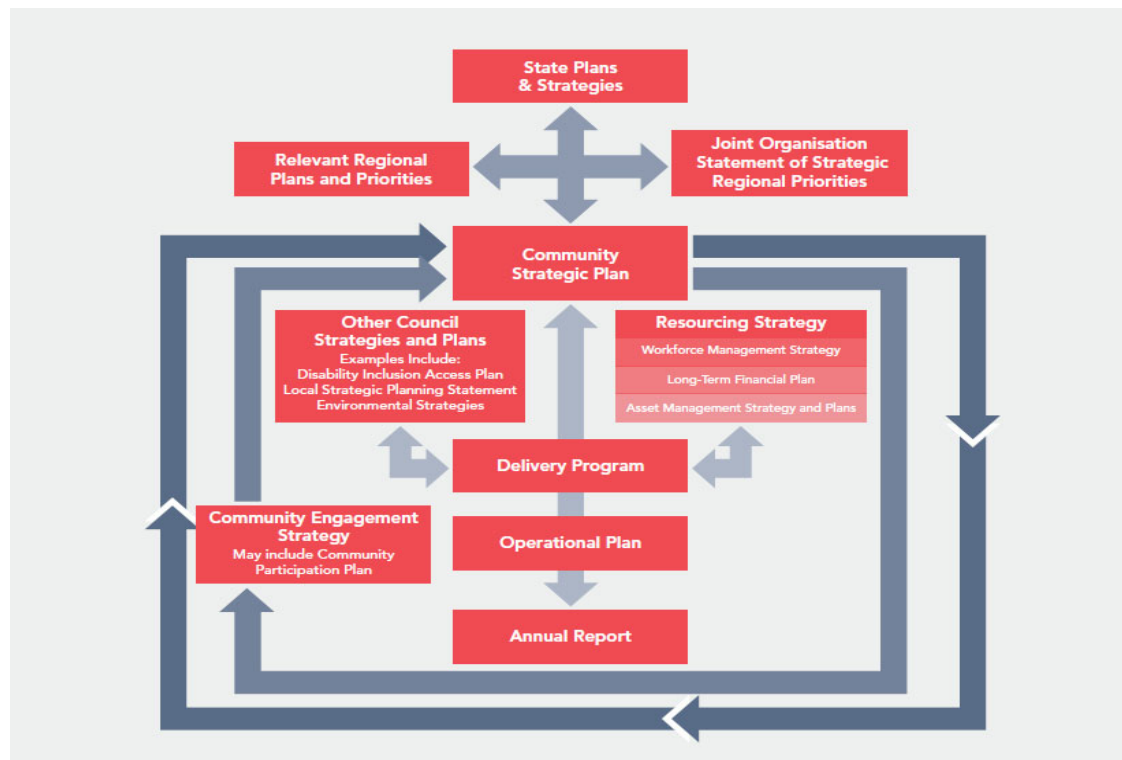 State Plans
& Strategies
Relevant Regional
Plans and Priorities
Joint Organisation
Statement of Strategic
Regional Priorities
Community
Strategic Plan
Other Council
Strategies and Plans
Examples Include:
Disability Inclusion Access Plan
Local Strategic Planning Statement
Environmental Strategies
Resourcing Strategy
Workforce Management Strategy
Long-Term Financial Plan
Asset Management Strategy and Plans
Delivery Program
Community Engagement
Strategy
May include Community
Participation Plan
Operational Plan
Annual Report